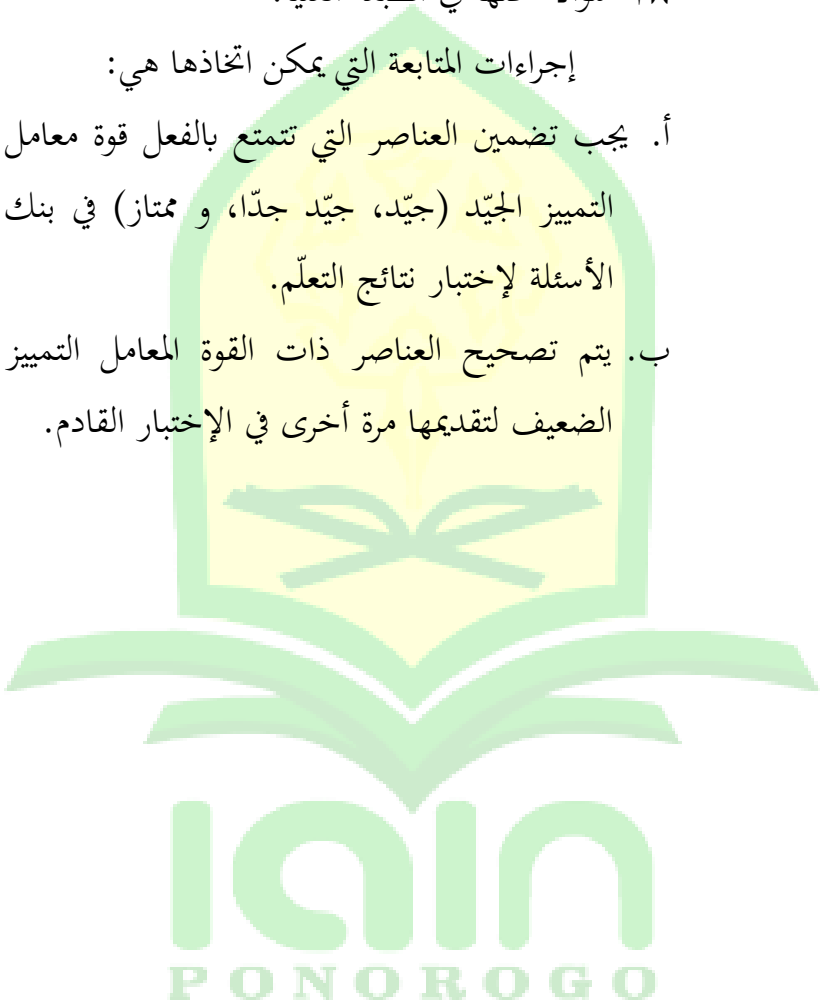 إجراءات المتابعة التي يمكن اتخاذها هي:
أ. يجب تضمين العناصر التي تتمتع بالفعل قوة معامل
التمييز الجيّد (جيّد، جيّد جدّا، و ممتاز) في بنك
الأسئلة لإختبار نتائج التعلّم.
ب. يتم تصحيح العناصر ذات القوة المعامل التمييز
الضعيف لتقديمها مرة أخرى في الإختبار القادم.
iain
PONOROGO